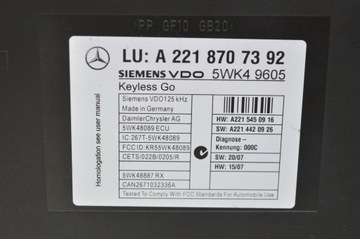 PP GF10 GB20
LU: A 221 870 73 92
SIEMENS VDO 5WK4 9605
Keyless Go
Homologation see user manual
Siemens VDO125 kHz
Made in Germany
DaimlerChrysler AG
5WK48089 ECU
IC:267T-5WK48089
FCC ID: KR55WK48089
CETS/022B/0205/R
5WK48887 RX
CAN2671032336A
HW: A221 545 09 16
SW: A221 442 09 26
Diagnose -
Kennung: 000C
SW: 20/07
HW: 15/07
Tested To Comply With FCC Standards For Automobile Use